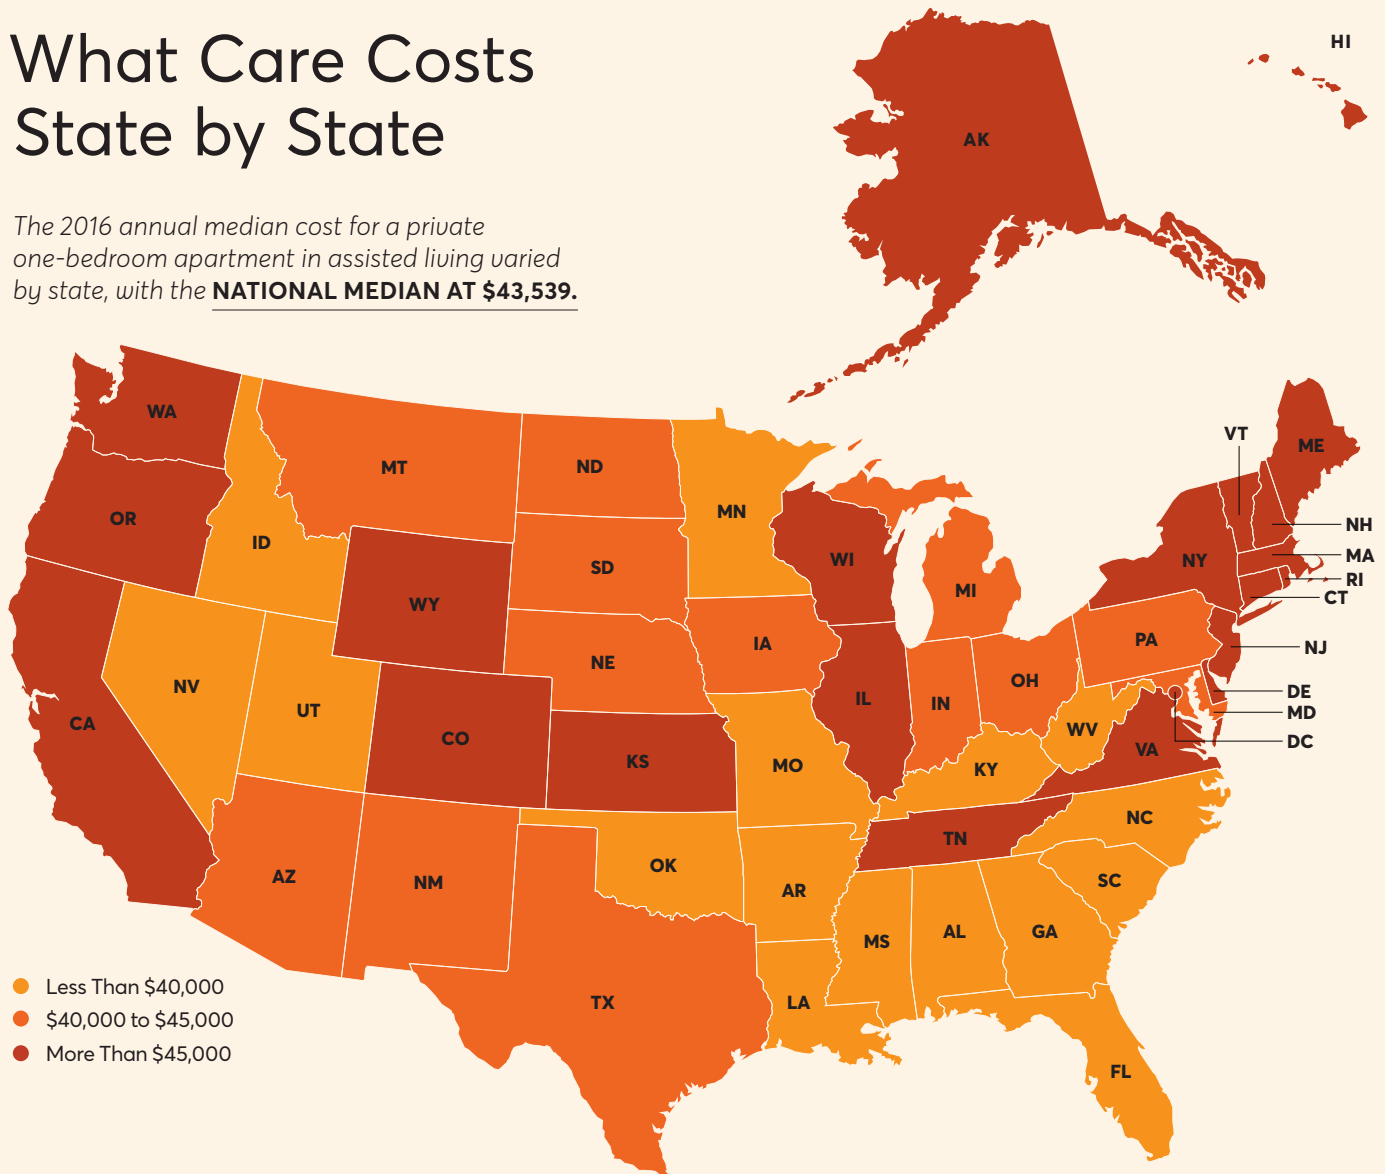 What Care Costs
State by State
The 2016 annual median cost for a private
one-bedroom apartment in assisted living varied
by state, with the NATIONAL MEDIAN AT $43,539.
HI
AK
WA
OR
CA
ID
NV
MT
WY
UT
CO
AZ
NM
ND
SD
NE
KS
OK
TX
MN
IA
MO
AR
LA
WI
IL
MI
IN
OH
KY
TN
MS
AL
GA
FL
SC
NC
VA
WV
PA
NY
VT
ME
NH
MA
RI
CT
NJ
DE
MD
DC
Less Than $40,000
$40,000 to $45,000
More Than $45,000